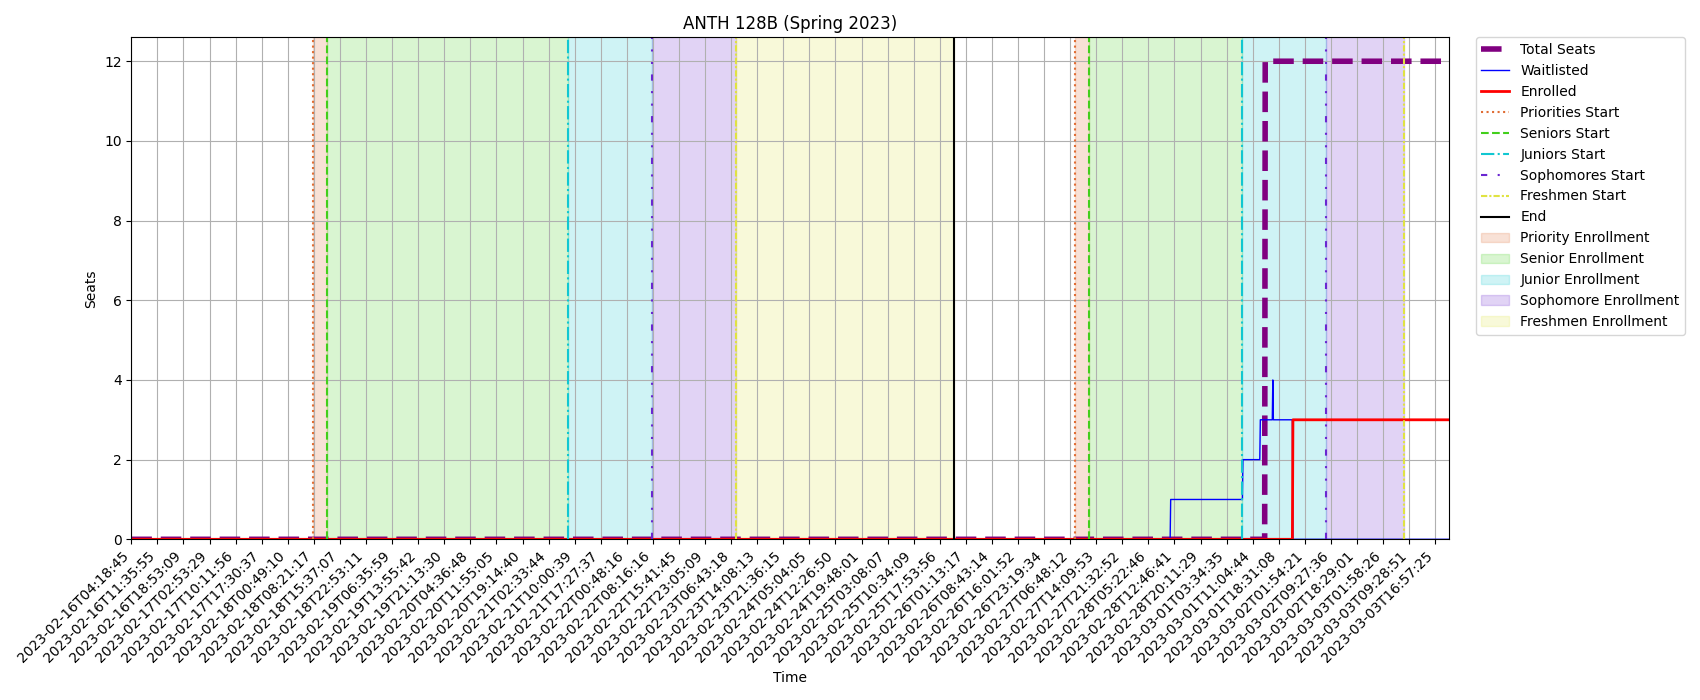 ANTH 128B (Spring 2023)
Seats
12
10
8
6
4
2
0
Total Seats
Waitlisted
Enrolled
Priorities Start
Seniors Start
Juniors Start
Sophomores Start
Freshmen Start
End
Priority Enrollment
Senior Enrollment
Junior Enrollment
Sophomore Enrollment
Freshmen Enrollment
2023-02-16T04:18:45
2023-02-16T11:35:55
2023-02-16T18:53:09
2023-02-17T02:53:29
2023-02-17T10:11:56
2023-02-17T17:30:37
2023-02-18T00:49:10
2023-02-18T08:21:17
2023-02-18T15:37:07
2023-02-18T22:53:11
2023-02-19T06:35:59
2023-02-19T13:55:42
2023-02-19T21:13:30
2023-02-20T04:36:48
2023-02-20T11:55:05
2023-02-20T19:14:40
2023-02-21T02:33:44
2023-02-21T10:00:39
2023-02-21T17:27:37
2023-02-22T00:48:16
2023-02-22T08:16:16
2023-02-22T15:41:45
2023-02-22T23:05:09
2023-02-23T06:43:18
2023-02-23T14:08:13
2023-02-23T21:36:15
2023-02-24T05:04:05
2023-02-24T12:26:50
2023-02-24T19:48:01
2023-02-25T03:08:07
2023-02-25T10:34:09
2023-02-25T17:53:56
2023-02-26T01:13:17
2023-02-26T08:43:14
2023-02-26T16:01:52
2023-02-26T23:19:34
2023-02-27T06:48:12
2023-02-27T14:09:53
2023-02-27T21:32:52
2023-02-28T05:22:46
2023-02-28T12:46:41
2023-02-28T20:11:29
2023-03-01T03:34:35
2023-03-01T11:04:44
2023-03-01T18:31:08
2023-03-02T01:54:21
2023-03-02T09:27:36
2023-03-02T18:29:01
2023-03-03T01:58:26
2023-03-03T09:28:51
2023-03-03T16:57:25
Time